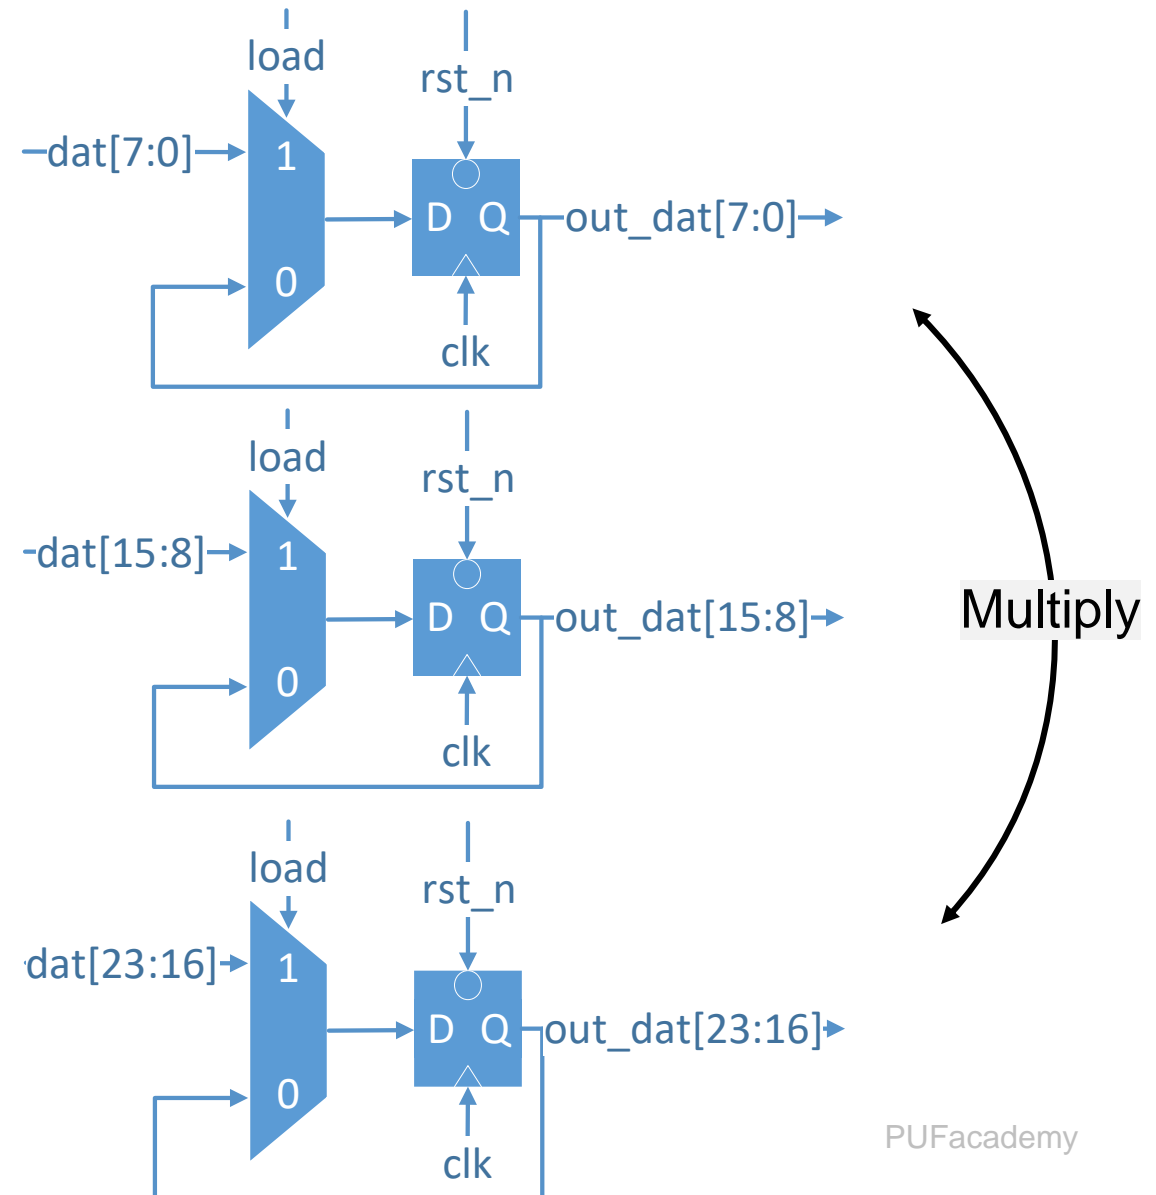 load
rst_n
dat[7:0]
1
D Q
out_dat[7:0]
0
clk
load
rst_n
dat[15:8]
1
D Q
out_dat[15:8]
Multiply
0
clk
load
rst_n
dat[23:16]
1
D Q
out_dat[23:16]
0
clk
PUFacademy